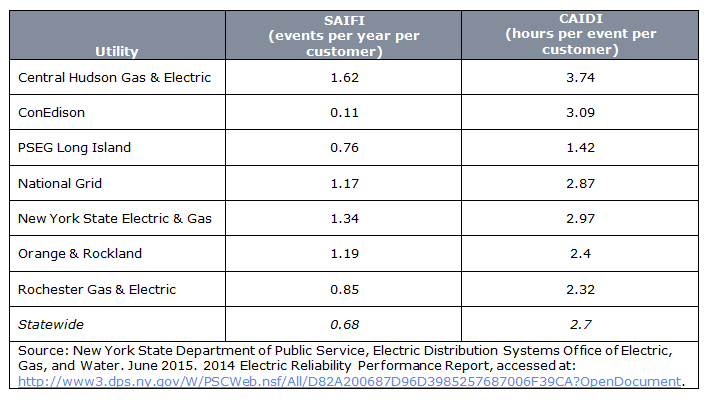 Utility SAIFI (events per year per customer) CAIDI (hours per event per customer)
Central Hudson Gas & Electric 1.62 3.74
ConEdison 0.11 3.09
PSEG Long Island 0.76 1.42
National Grid 1.17 2.87
New York State Electric & Gas 1.34 2.97
Orange & Rockland 1.19 2.4
Rochester Gas & Electric 0.85 2.32
Statewide 0.68 2.7
Source: New York State Department of Public Service, Electric Distribution Systems Office of Electric,
Gas, and Water. June 2015. 2014 Electric Reliability Performance Report, accessed at:
http://www3.dps.ny.gov/W/PSCWeb.nsf/All/D82A200687D96D3985257687006F39CA?OpenDocument.